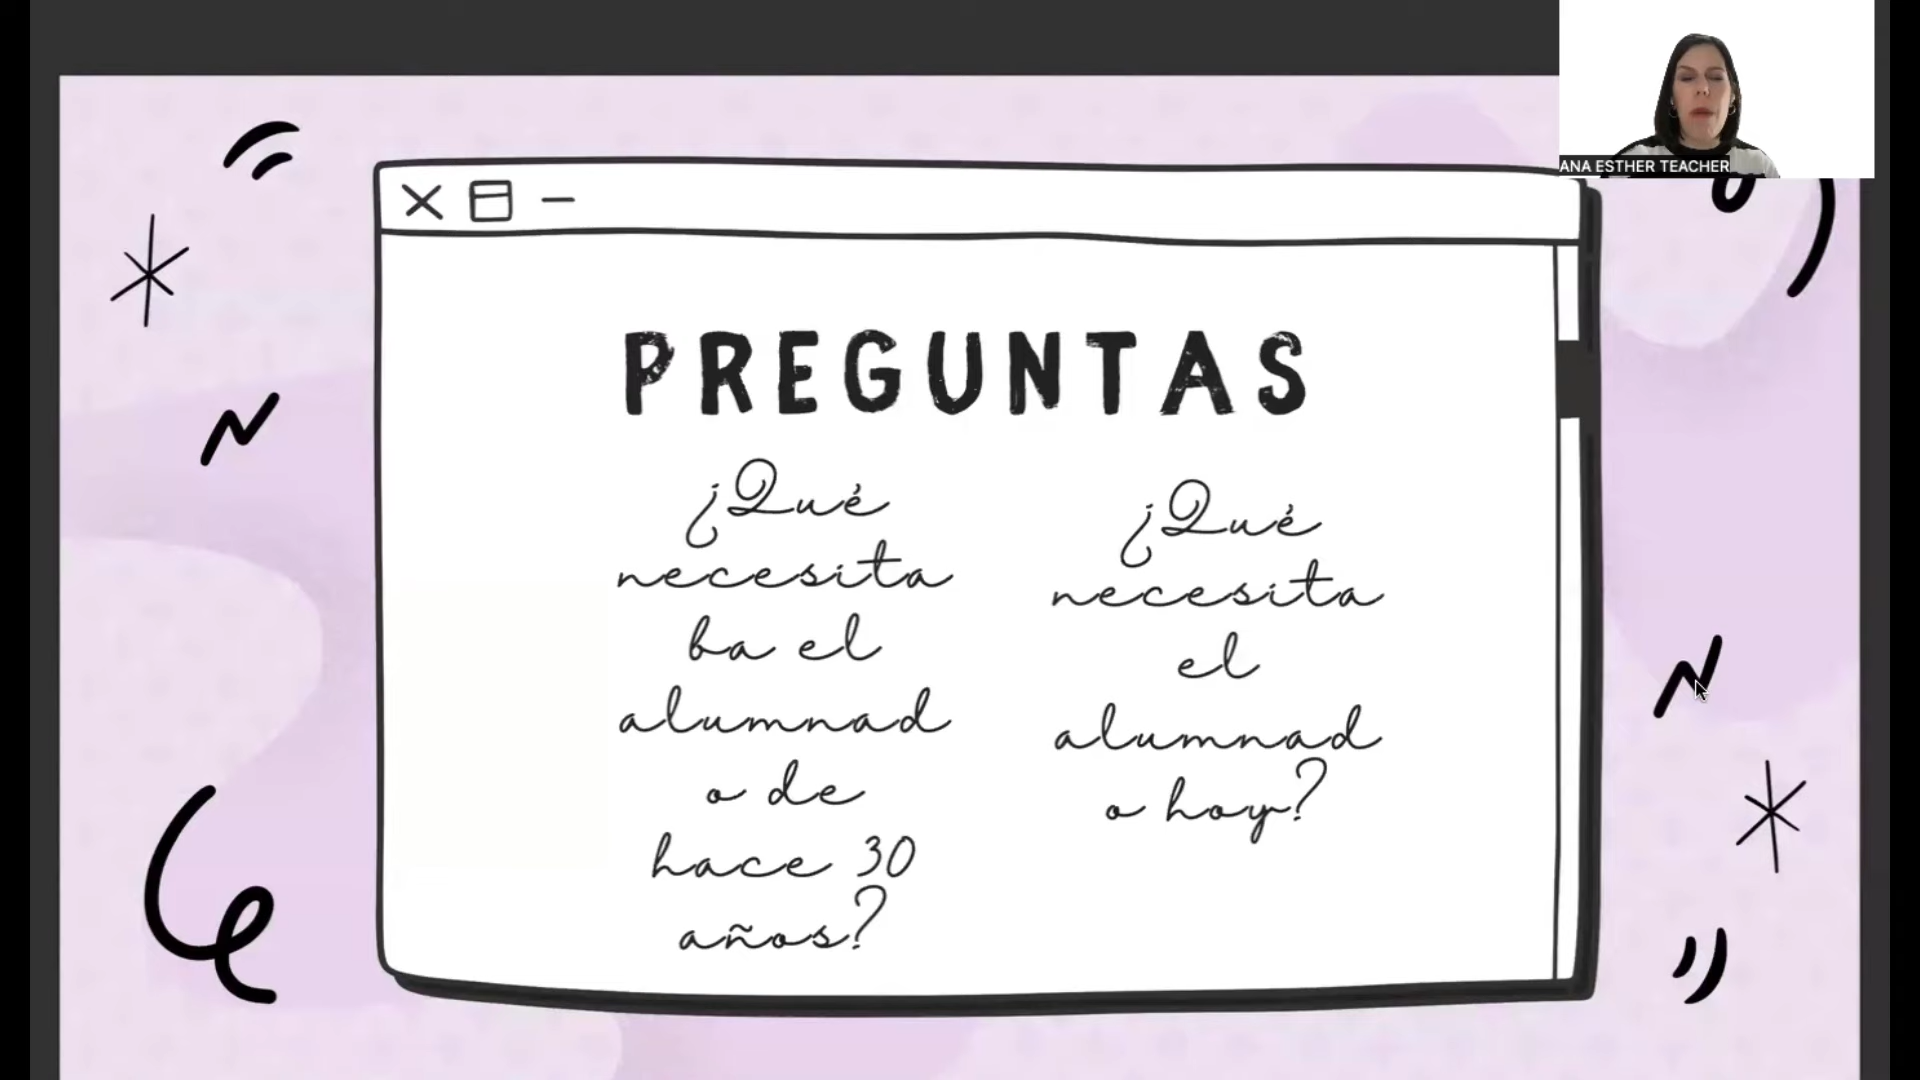 ANA ESTHER TEACHER
PREGUNTAS
¿Qué
necesita
ba el
alumnad
o de
hace 30
años?
¿Qué
necesita
el
alumnad
o hoy?